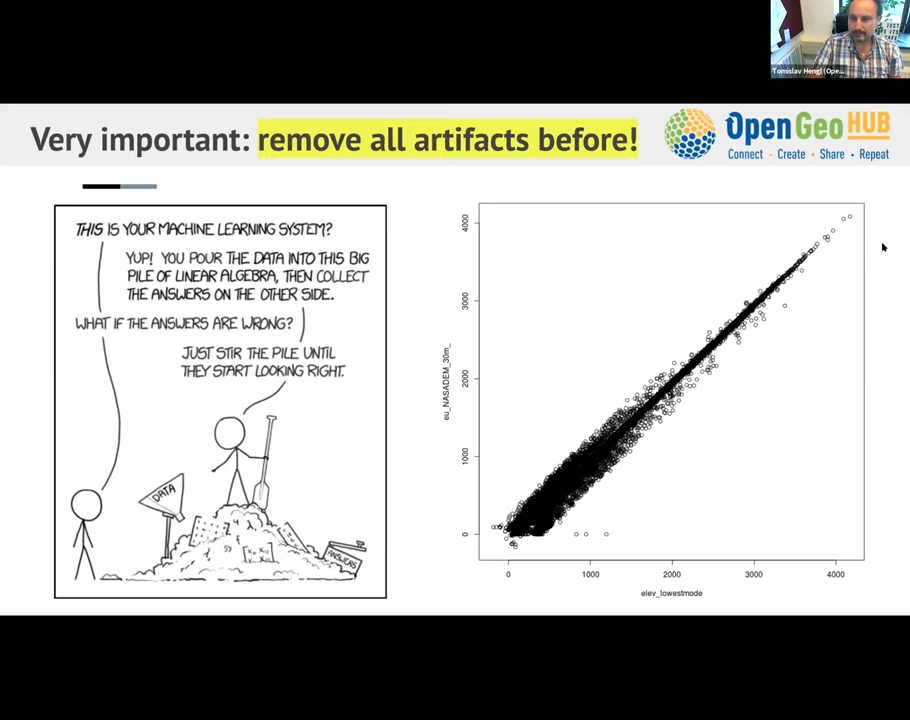 Tomislav Hengl (Ope...
Very important: remove all artifacts before!
OpenGeoHUB
Connect · Create · Share · Repeat
THIS IS YOUR MACHINE LEARNING SYSTEM?
YUP! YOU POUR THE DATA INTO THIS BIG
PILE OF LINEAR ALGEBRA, THEN COLLECT
THE ANSWERS ON THE OTHER SIDE.
WHAT IF THE ANSWERS ARE WRONG?
JUST STIR THE PILE UNTIL
THEY START LOOKING RIGHT.
DATA
ANSWERS
eu_NASADEM_30m_
4000
3000
2000
1000
0
0 1000 2000 3000 4000
elev_lowestmode